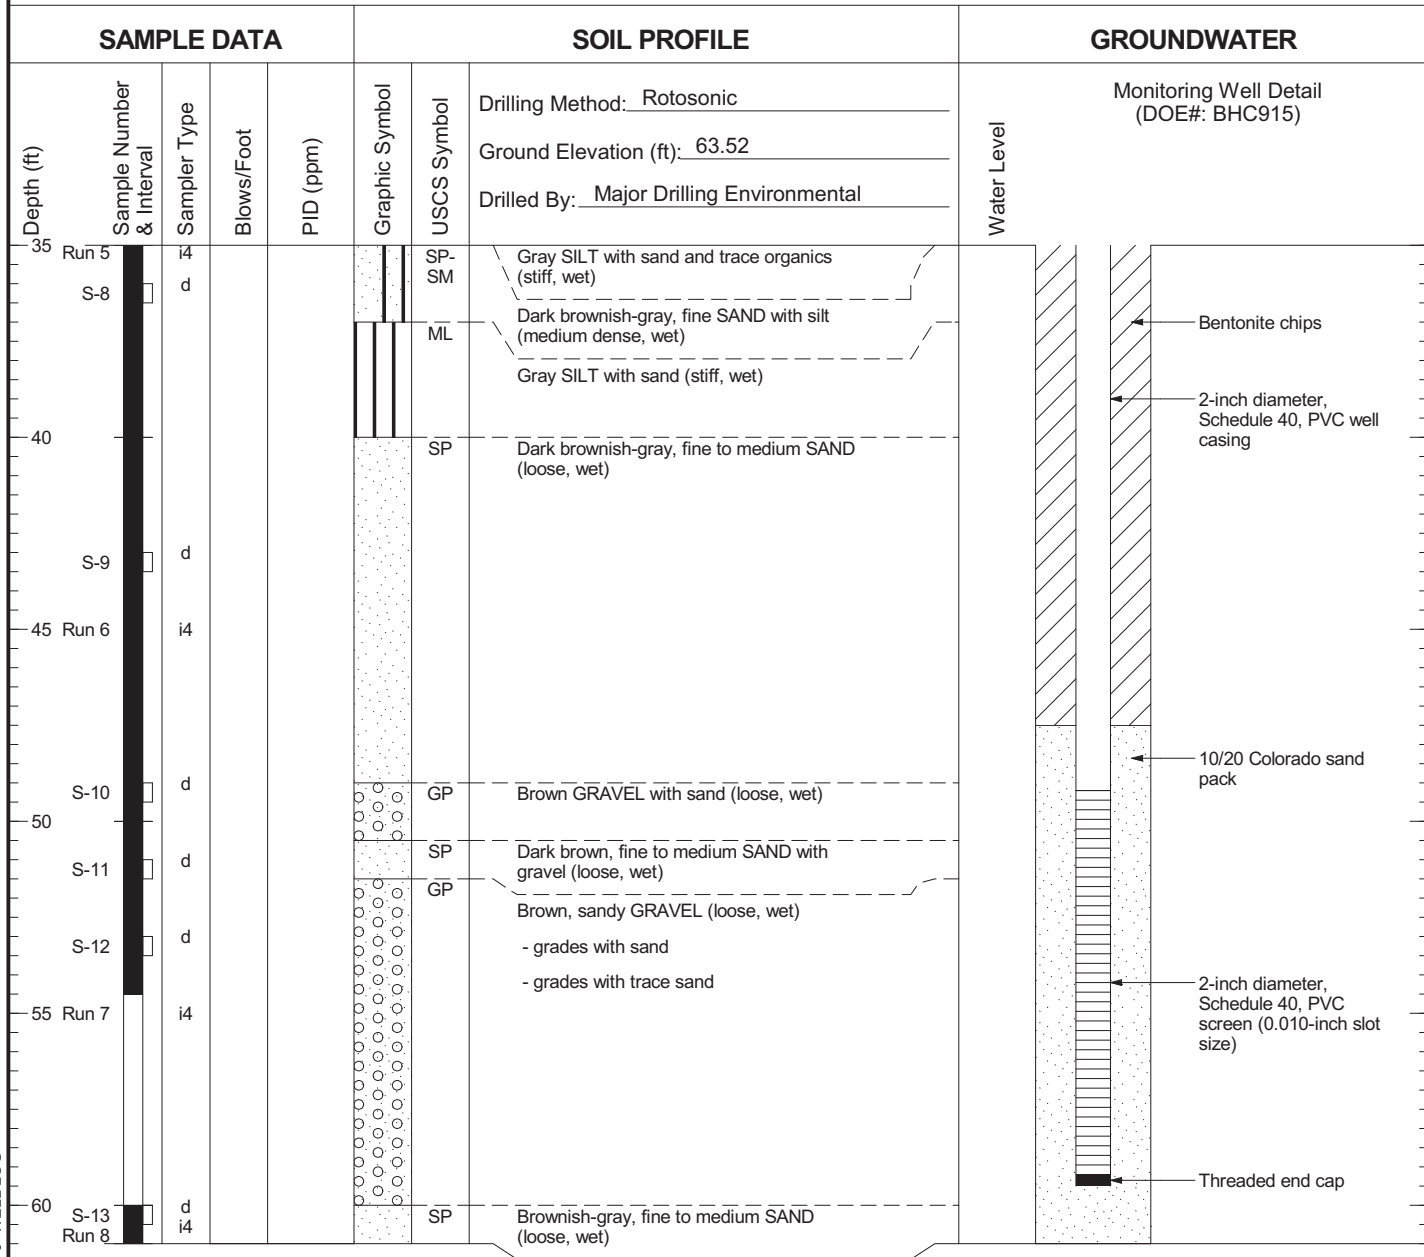 SAMPLE DATA
SOIL PROFILE
GROUNDWATER
Depth (ft)
Sample Number
& Interval
Sampler Type
Blows/Foot
PID (ppm)
Graphic Symbol
USCS Symbol
Drilling Method: Rotosonic
Ground Elevation (ft): 63.52
Drilled By: Major Drilling Environmental
Water Level
Monitoring Well Detail
(DOE#: BHC915)
35
Run 5
i4
SP-
SM
Gray SILT with sand and trace organics
(stiff, wet)
S-8
d
Dark brownish-gray, fine SAND with silt
(medium dense, wet)
ML
Gray SILT with sand (stiff, wet)
Bentonite chips
2-inch diameter,
Schedule 40, PVC well
casing
40
SP
Dark brownish-gray, fine to medium SAND
(loose, wet)
S-9
d
45
Run 6
i4
10/20 Colorado sand
pack
S-10
d
GP
Brown GRAVEL with sand (loose, wet)
50
SP
Dark brown, fine to medium SAND with
gravel (loose, wet)
S-11
d
GP
Brown, sandy GRAVEL (loose, wet)
S-12
d
- grades with sand
- grades with trace sand
55
Run 7
i4
2-inch diameter,
Schedule 40, PVC
screen (0.010-inch slot
size)
Threaded end cap
60
S-13
d
Run 8
i4
SP
Brownish-gray, fine to medium SAND
(loose, wet)